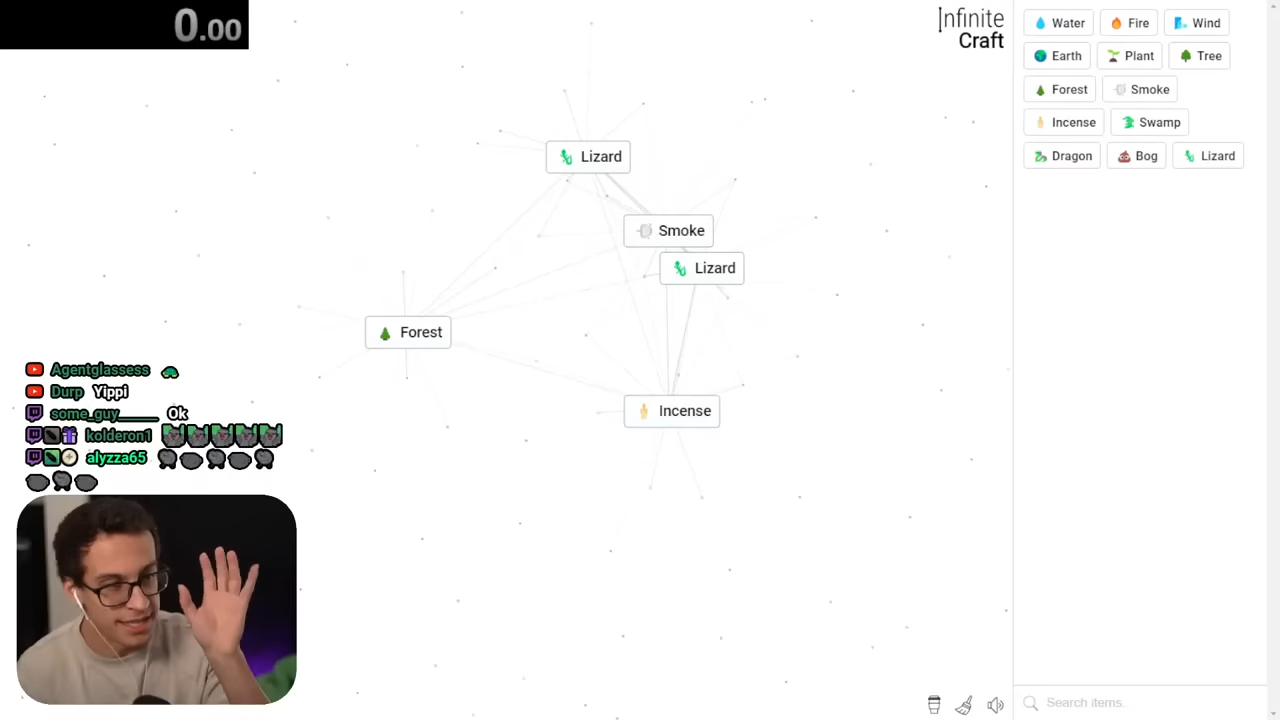 0.00
Infinite
Craft
Water Fire Wind
Earth Plant Tree
Forest Smoke
Incense Swamp
Dragon Bog Lizard
Lizard
Smoke
Lizard
Forest
Incense
Agentglassess
Durp Yippi
some_guy_____ Ok
kolderon1
alyzza65
Search items.